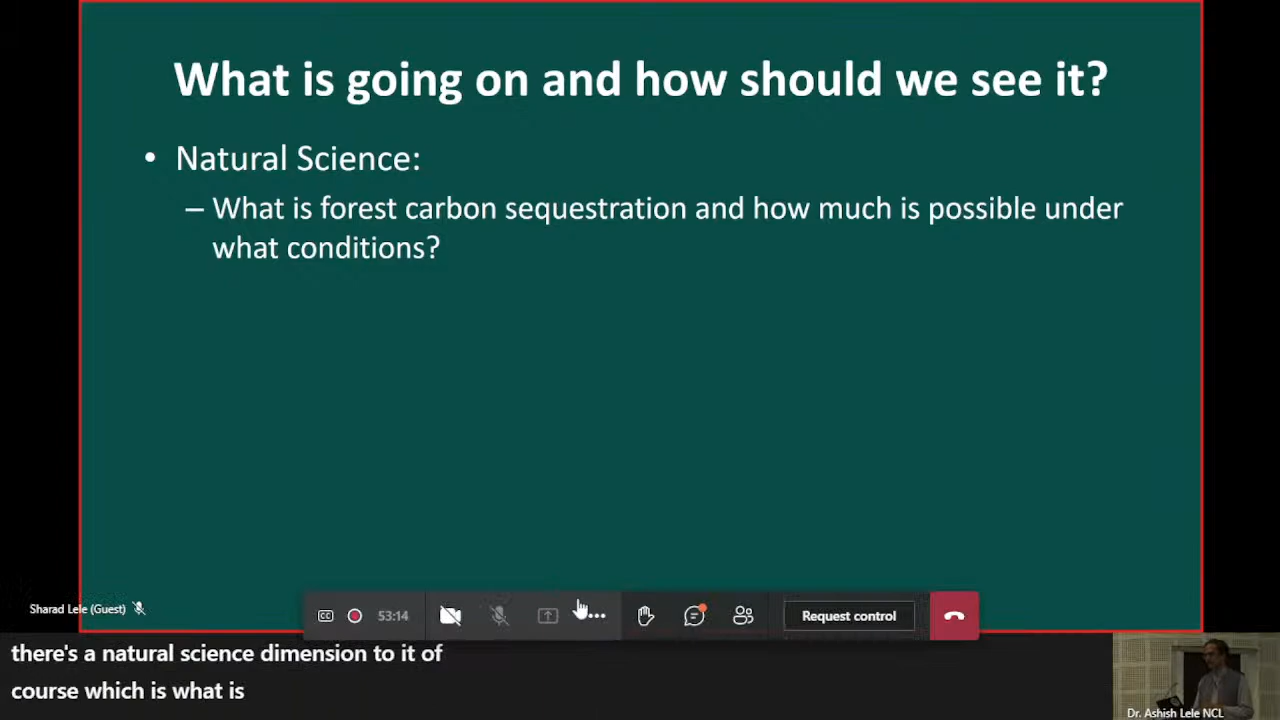 What is going on and how should we see it?
• Natural Science:
– What is forest carbon sequestration and how much is possible under
what conditions?
Sharad Lele (Guest)
CC
53:14
Request control
there's a natural science dimension to it of
course which is what is
Dr. Ashish Lele NCL